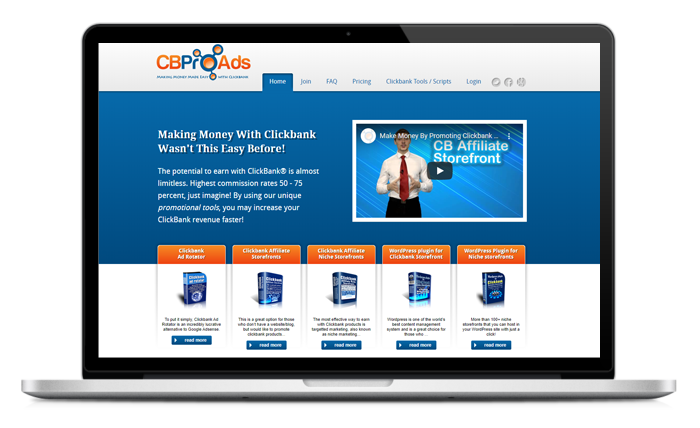 CBProAds
Making Money Made Easy with Clickbank
Home Join FAQ Pricing Clickbank Tools / Scripts Login
Making Money With Clickbank
Wasn't This Easy Before!
The potential to earn with ClickBank® is almost
limitless. Highest commission rates 50 - 75
percent, just imagine! By using our unique
promotional tools, you may increase your
ClickBank revenue faster!
Make Money By Promoting Clickbank ...
CB Affiliate
Storefront
Clickbank
Ad Rotator
To put it simply, Clickbank Ad
Rotator is an incredibly lucrative
alternative to Google Adsense.
read more
Clickbank Affiliate
Storefronts
This is a great option for those
who don't have a website/blog,
but would like to promote
clickbank products...
read more
Clickbank Affiliate
Niche Storefronts
The most effective way to earn
with Clickbank products is
targetted marketing, also known
as niche marketing...
read more
WordPress plugin for
Clickbank Storefront
Wordpress is one of the world's
best content management
system and is a great choice for
those who ...
read more
WordPress Plugin for
Niche storefronts
More than 100+ niche
storefronts that you can host in
your WordPress site with just a
click!
read more